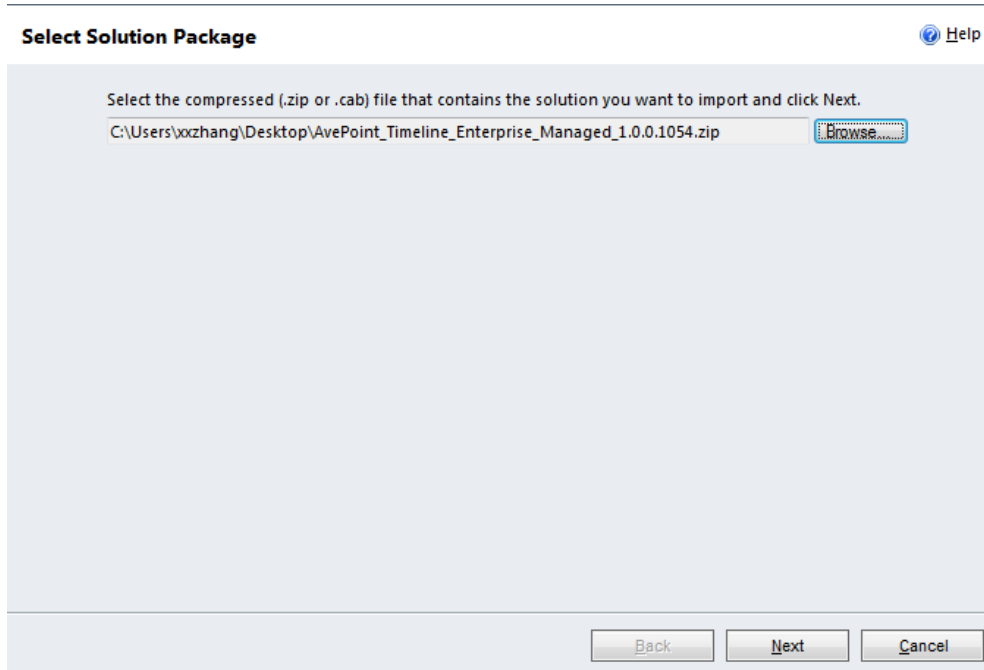 Select Solution Package
Help
Select the compressed (.zip or .cab) file that contains the solution you want to import and click Next.
C:\Users\xxzhang\Desktop\AvePoint_Timeline_Enterprise_Managed_1.0.0.1054.zip
Browse...
Back
Next
Cancel